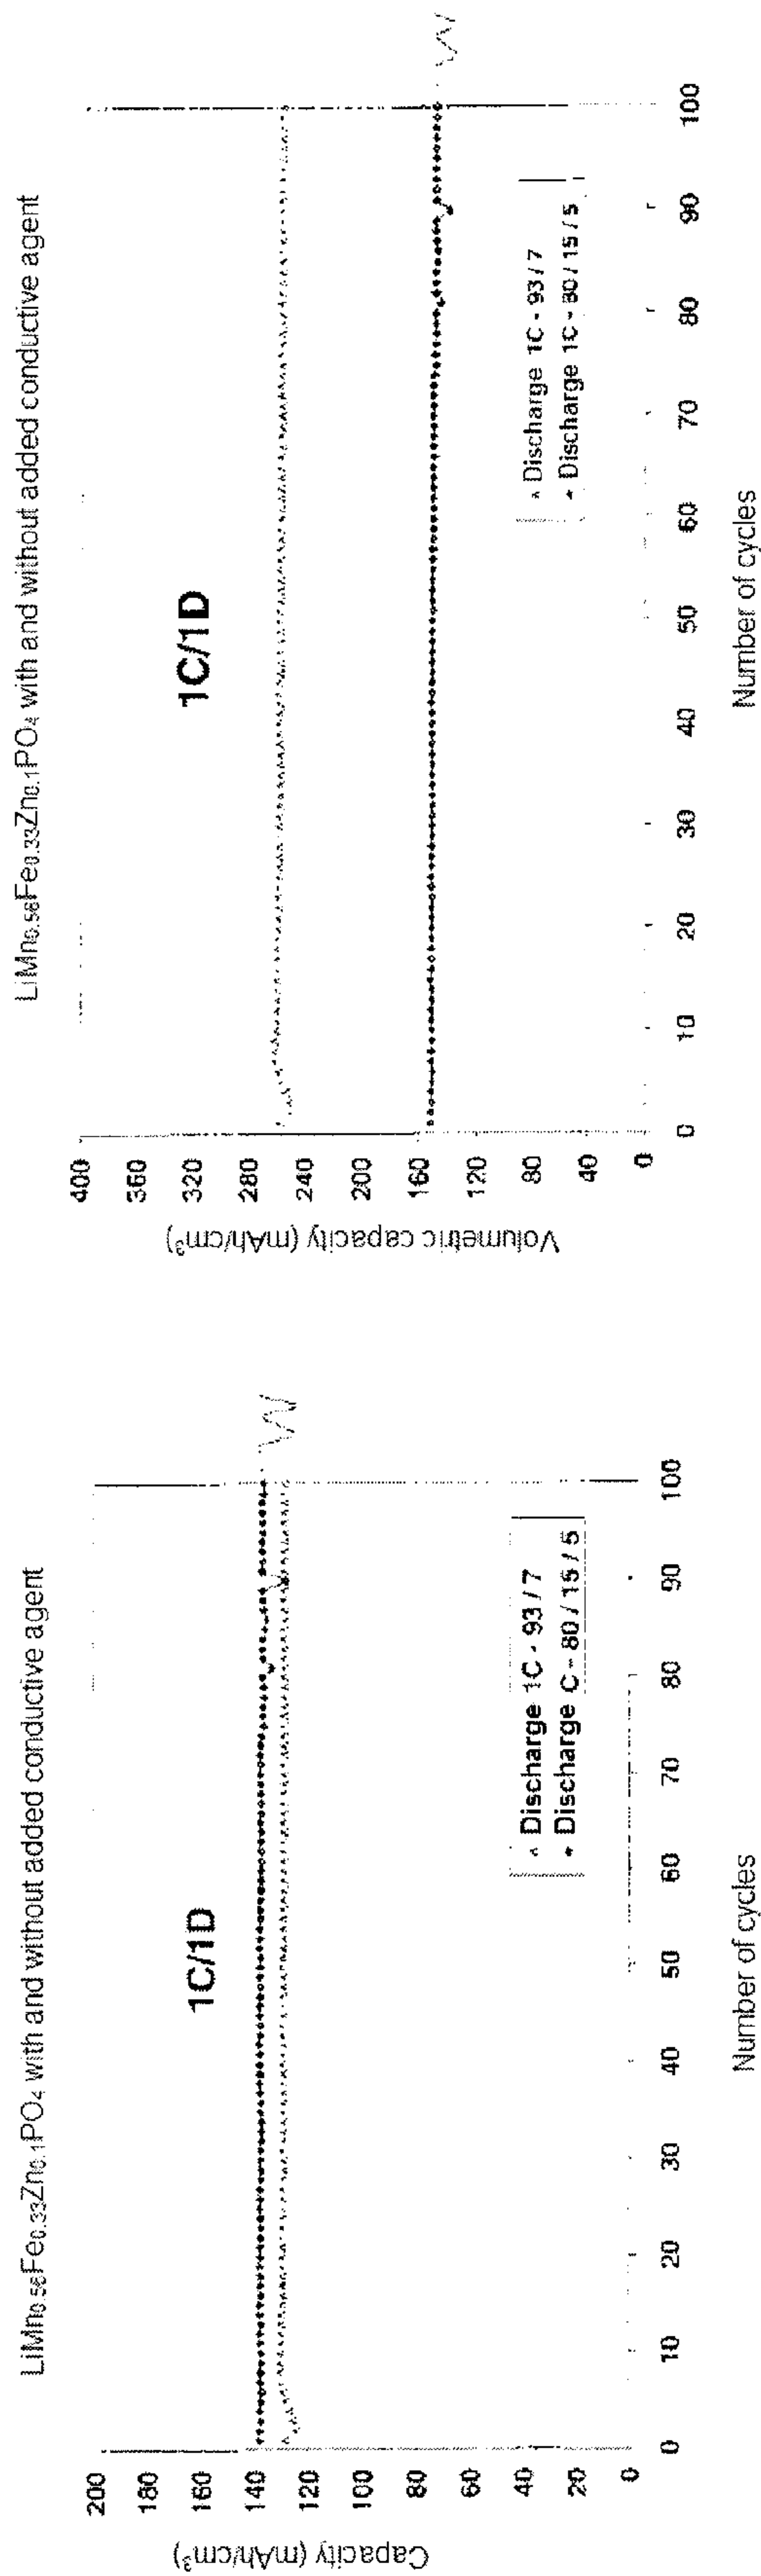 LiMn0.56Fe0.33Zn0.1PO4 with and without added conductive agent
1C/1D
Capacity (mAh/cm³)
200
180
160
140
120
100
80
60
40
20
0
Discharge 1C - 93 / 7
Discharge C - 80 / 15 / 5
0 10 20 30 40 50 60 70 80 90 100
Number of cycles
LiMn0.56Fe0.33Zn0.1PO4 with and without added conductive agent
1C/1D
Volumetric capacity (mAh/cm³)
400
360
320
280
240
200
160
120
80
40
0
Discharge 1C - 93 / 7
Discharge 1C - 80 / 15 / 5
0 10 20 30 40 50 60 70 80 90 100
Number of cycles